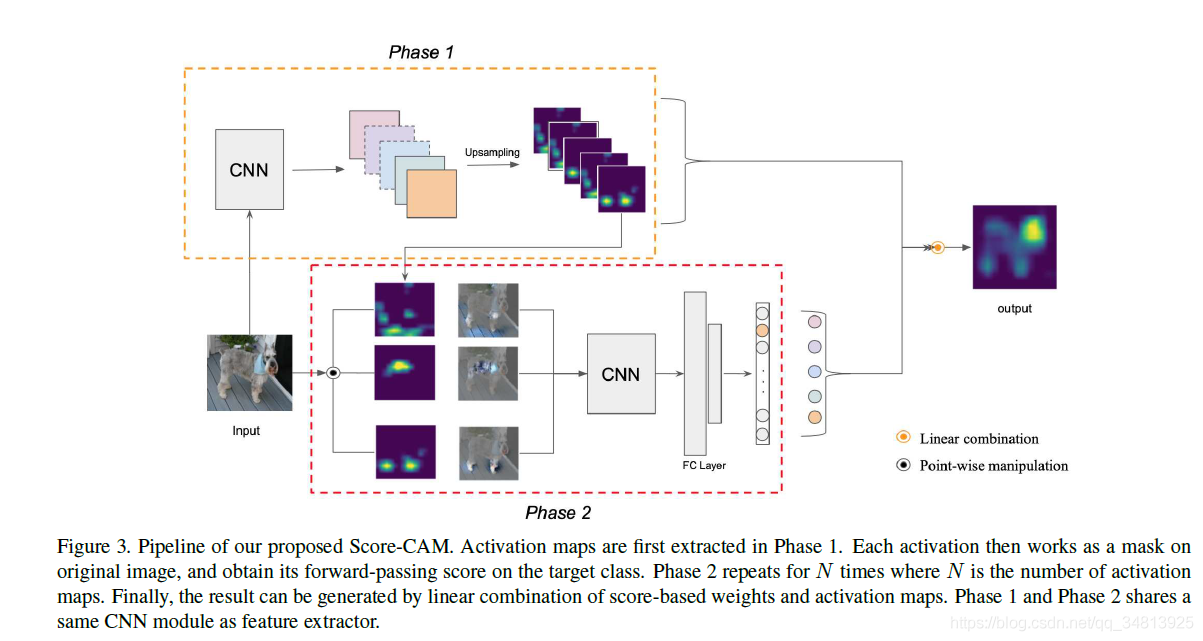 Phase 1
CNN
Upsampling
output
CNN
Input
FC Layer
Linear combination
Point-wise manipulation
Phase 2
Figure 3. Pipeline of our proposed Score-CAM. Activation maps are first extracted in Phase 1. Each activation then works as a mask on
original image, and obtain its forward-passing score on the target class. Phase 2 repeats for N times where N is the number of activation
maps. Finally, the result can be generated by linear combination of score-based weights and activation maps. Phase 1 and Phase 2 shares a
same CNN module as feature extractor.
https://blog.csdn.net/qq_34813925